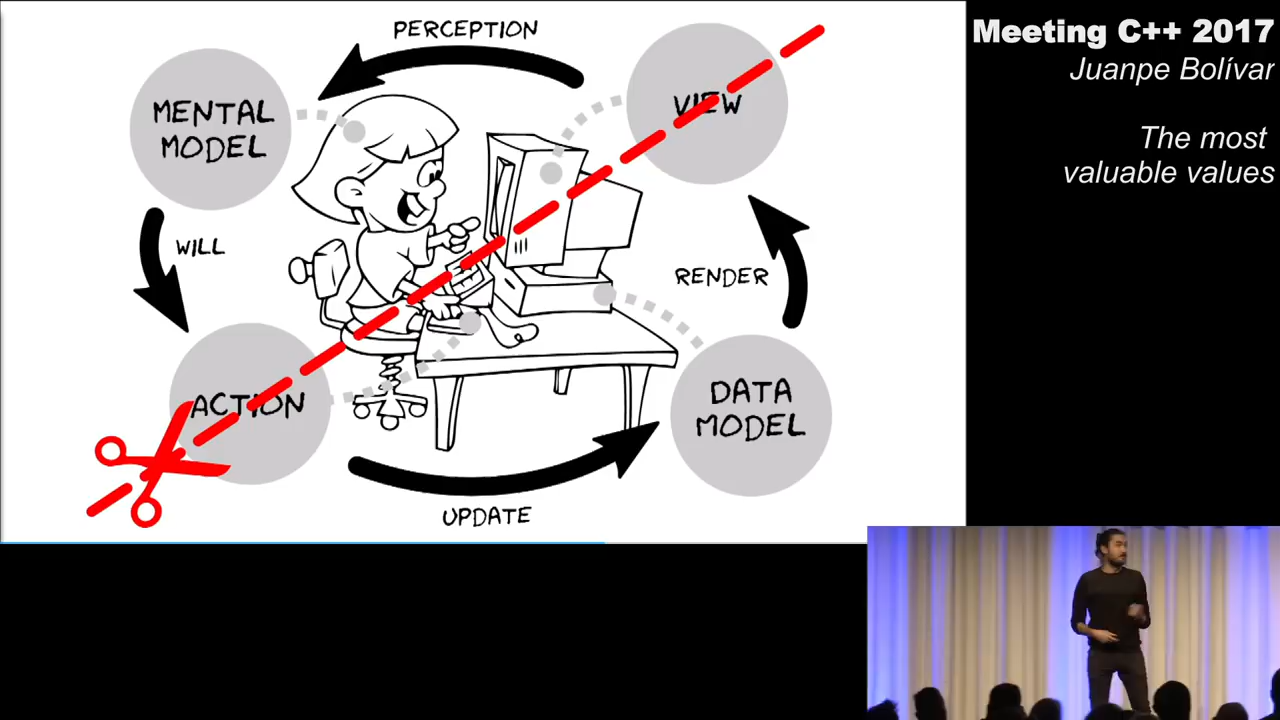 PERCEPTION
MENTAL
MODEL
VIEW
WILL
RENDER
ACTION
DATA
MODEL
UPDATE
Meeting C++ 2017
Juanpe Bolívar
The most
valuable values